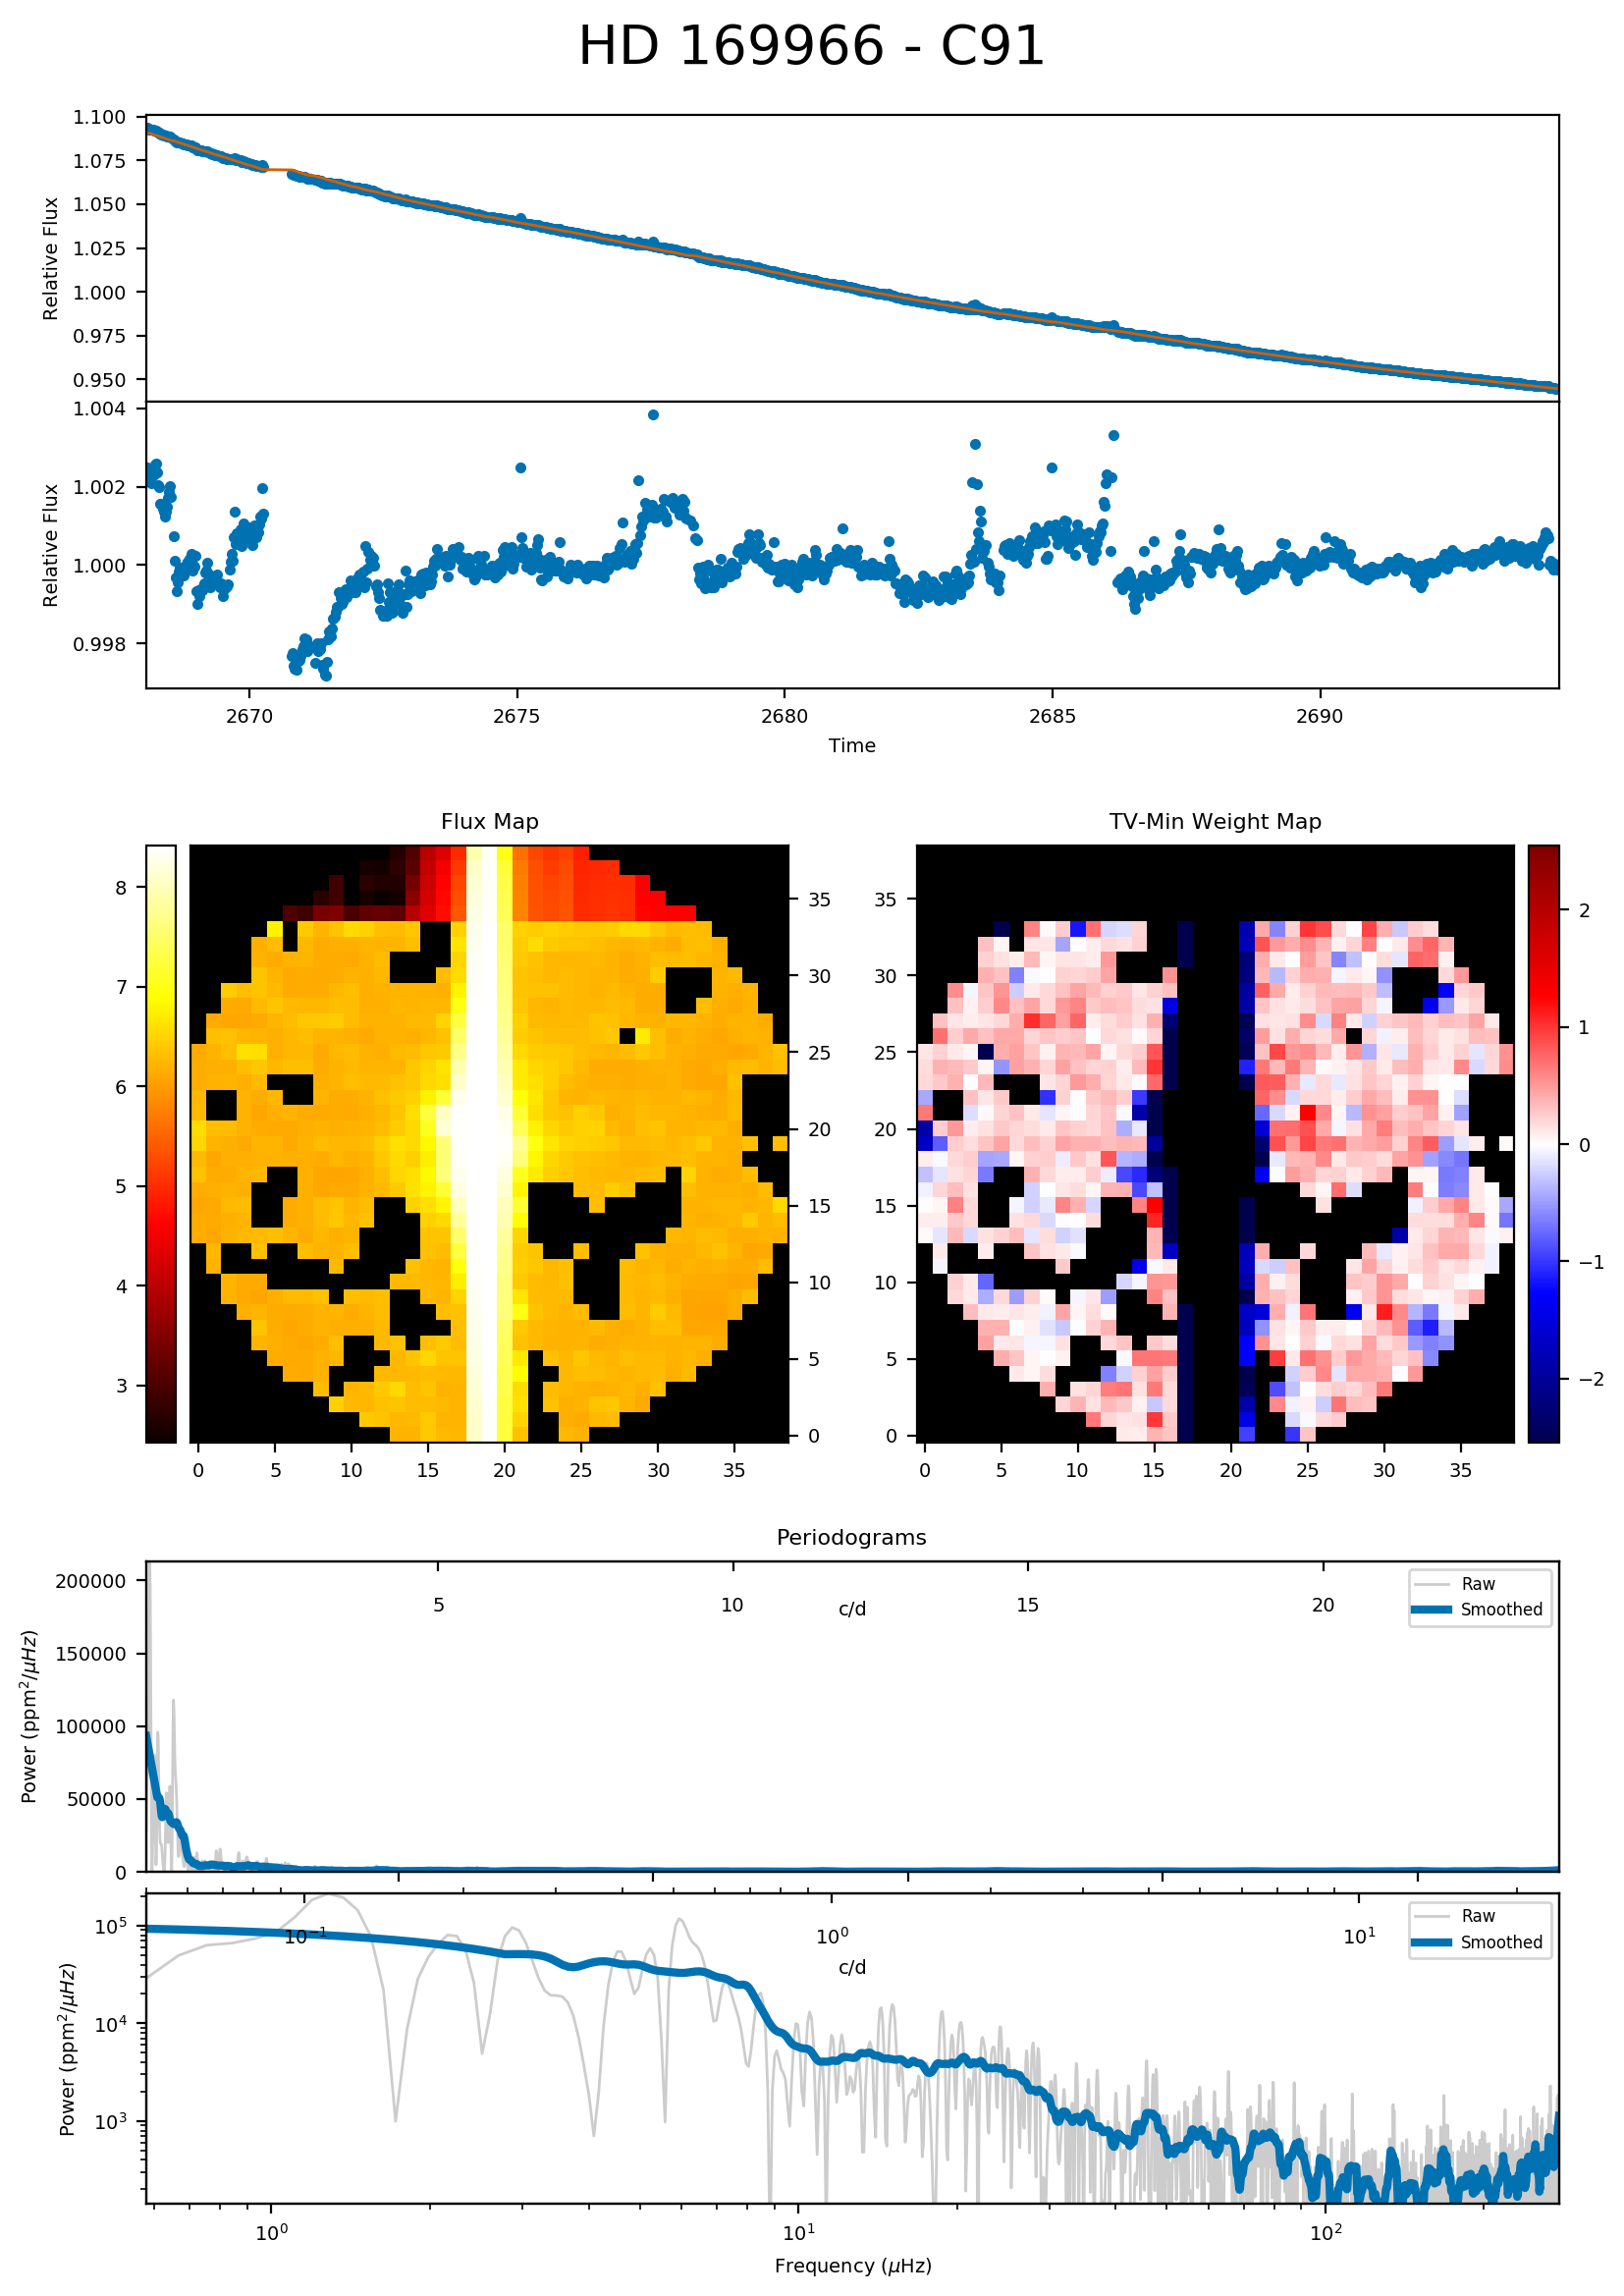 HD 169966 - C91
1.100
1.075
1.050
1.025
1.000
0.975
0.950
Relative Flux
1.004
1.002
1.000
0.998
Relative Flux
2670 2675 2680 2685 2690
Time
Flux Map
TV-Min Weight Map
8
7
6
5
4
3
35
30
25
20
15
10
5
0
0 5 10 15 20 25 30 35
35
30
25
20
15
10
5
0
0 5 10 15 20 25 30 35
2
1
0
−1
−2
Periodograms
200000
150000
100000
50000
0
Power (ppm²/μHz)
5 10 15 20
c/d
Raw
Smoothed
10⁵
10⁴
10³
Power (ppm²/μHz)
10⁻¹ 10⁰ 10¹
c/d
Raw
Smoothed
10⁰ 10¹ 10²
Frequency (μHz)